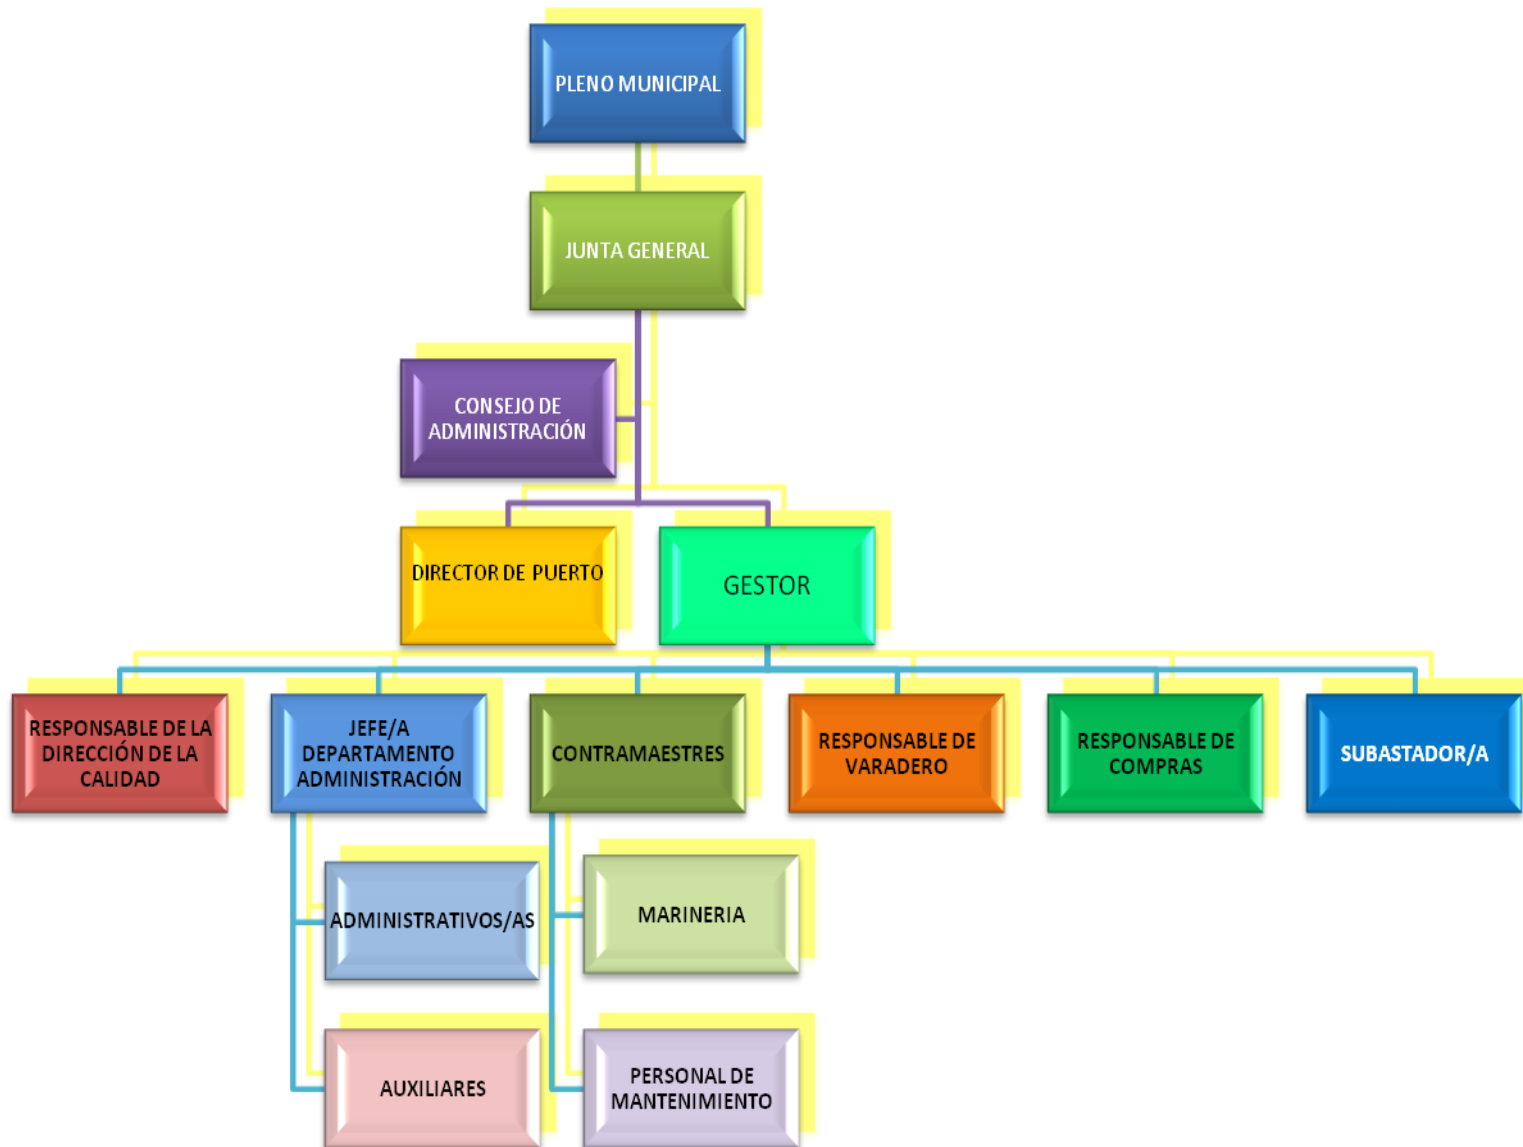 PLENO MUNICIPAL
JUNTA GENERAL
CONSEJO DE
ADMINISTRACIÓN
DIRECTOR DE PUERTO
GESTOR
RESPONSABLE DE LA
DIRECCIÓN DE LA
CALIDAD
JEFE/A
DEPARTAMENTO
ADMINISTRACIÓN
CONTRAMAESTRES
RESPONSABLE DE
VARADERO
RESPONSABLE DE
COMPRAS
SUBASTADOR/A
ADMINISTRATIVOS/AS
MARINERIA
AUXILIARES
PERSONAL DE
MANTENIMIENTO